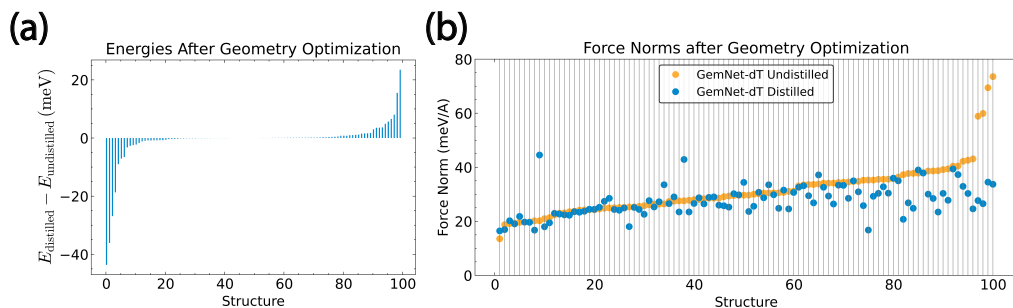 (a)
Energies After Geometry Optimization
E_distilled − E_undistilled (meV)
20
0
−20
−40
0
20
40
60
80
100
Structure
(b)
Force Norms after Geometry Optimization
GemNet-dT Undistilled
GemNet-dT Distilled
Force Norm (meV/A)
80
60
40
20
0
0
20
40
60
80
100
Structure